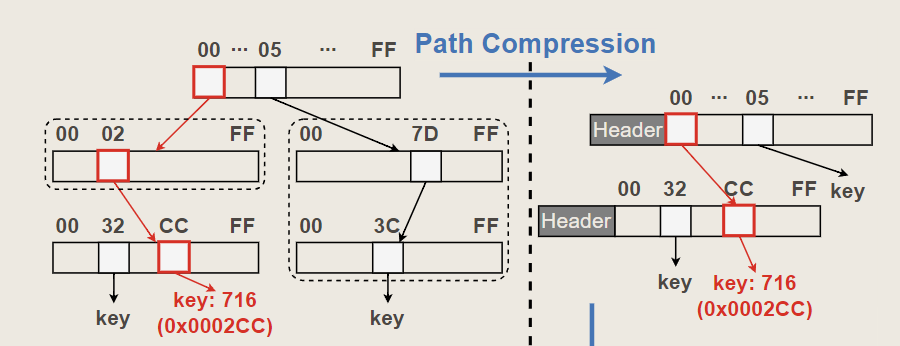 Path Compression
00 ··· 05 ··· FF
00 02 FF
00 7D FF
00 32 CC FF
00 3C FF
key
key: 716
(0x0002CC)
key
00 ··· 05 ··· FF
Header
key
00 32 CC FF
Header
key
key: 716
(0x0002CC)